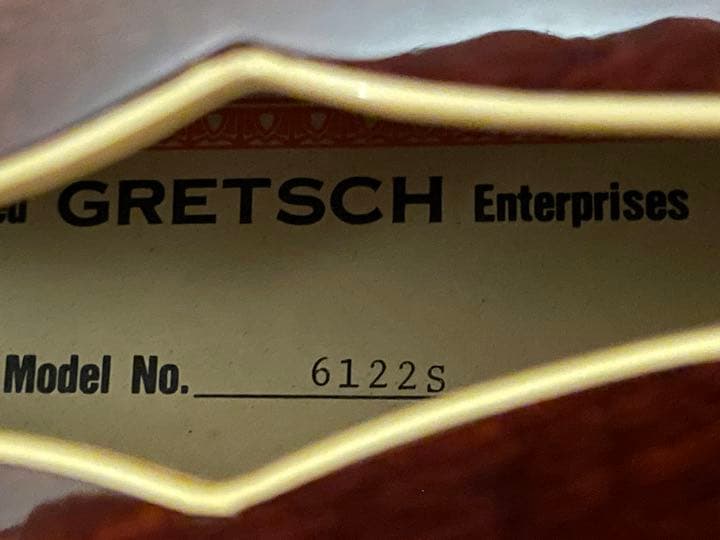 GRETSCH Enterprises
Model No. 6122S